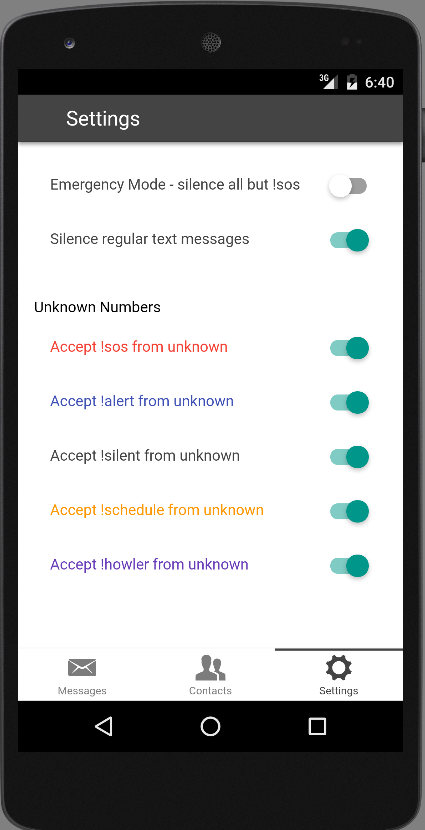 3G 6:40
Settings
Emergency Mode - silence all but !sos
Silence regular text messages
Unknown Numbers
Accept !sos from unknown
Accept !alert from unknown
Accept !silent from unknown
Accept !schedule from unknown
Accept !howler from unknown
Messages Contacts Settings